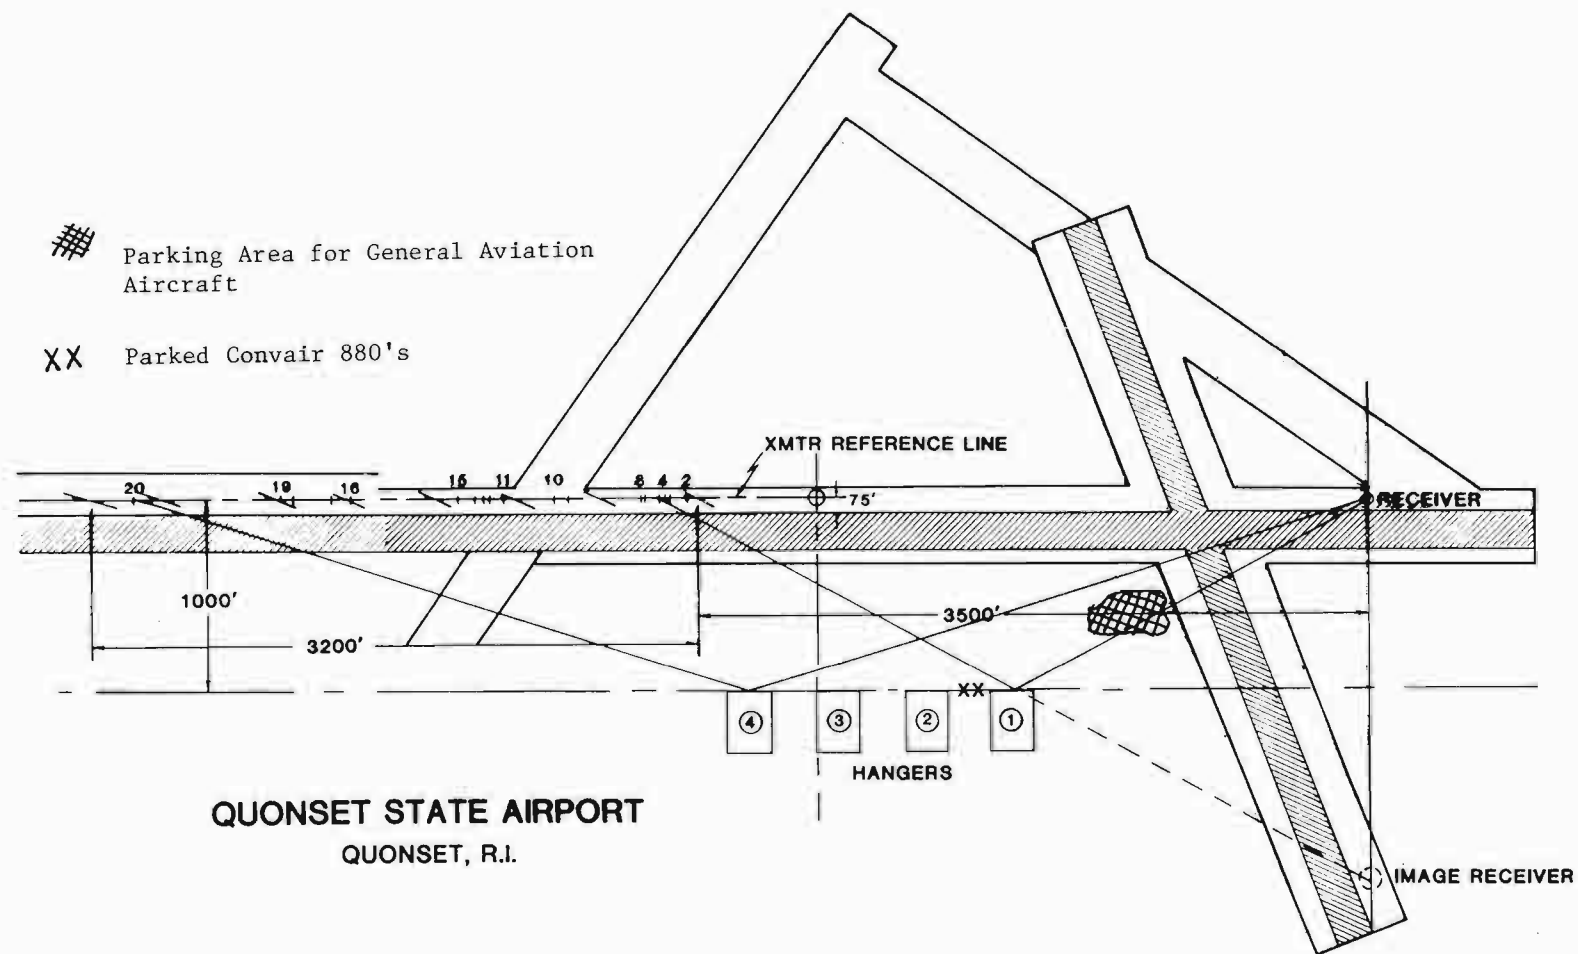 Parking Area for General Aviation
Aircraft
XX Parked Convair 880's
XMTR REFERENCE LINE
20
19
16
15
11
10
8
4
2
75'
RECEIVER
1000'
3200'
3500'
XX
4
3
2
1
HANGERS
QUONSET STATE AIRPORT
QUONSET, R.I.
IMAGE RECEIVER